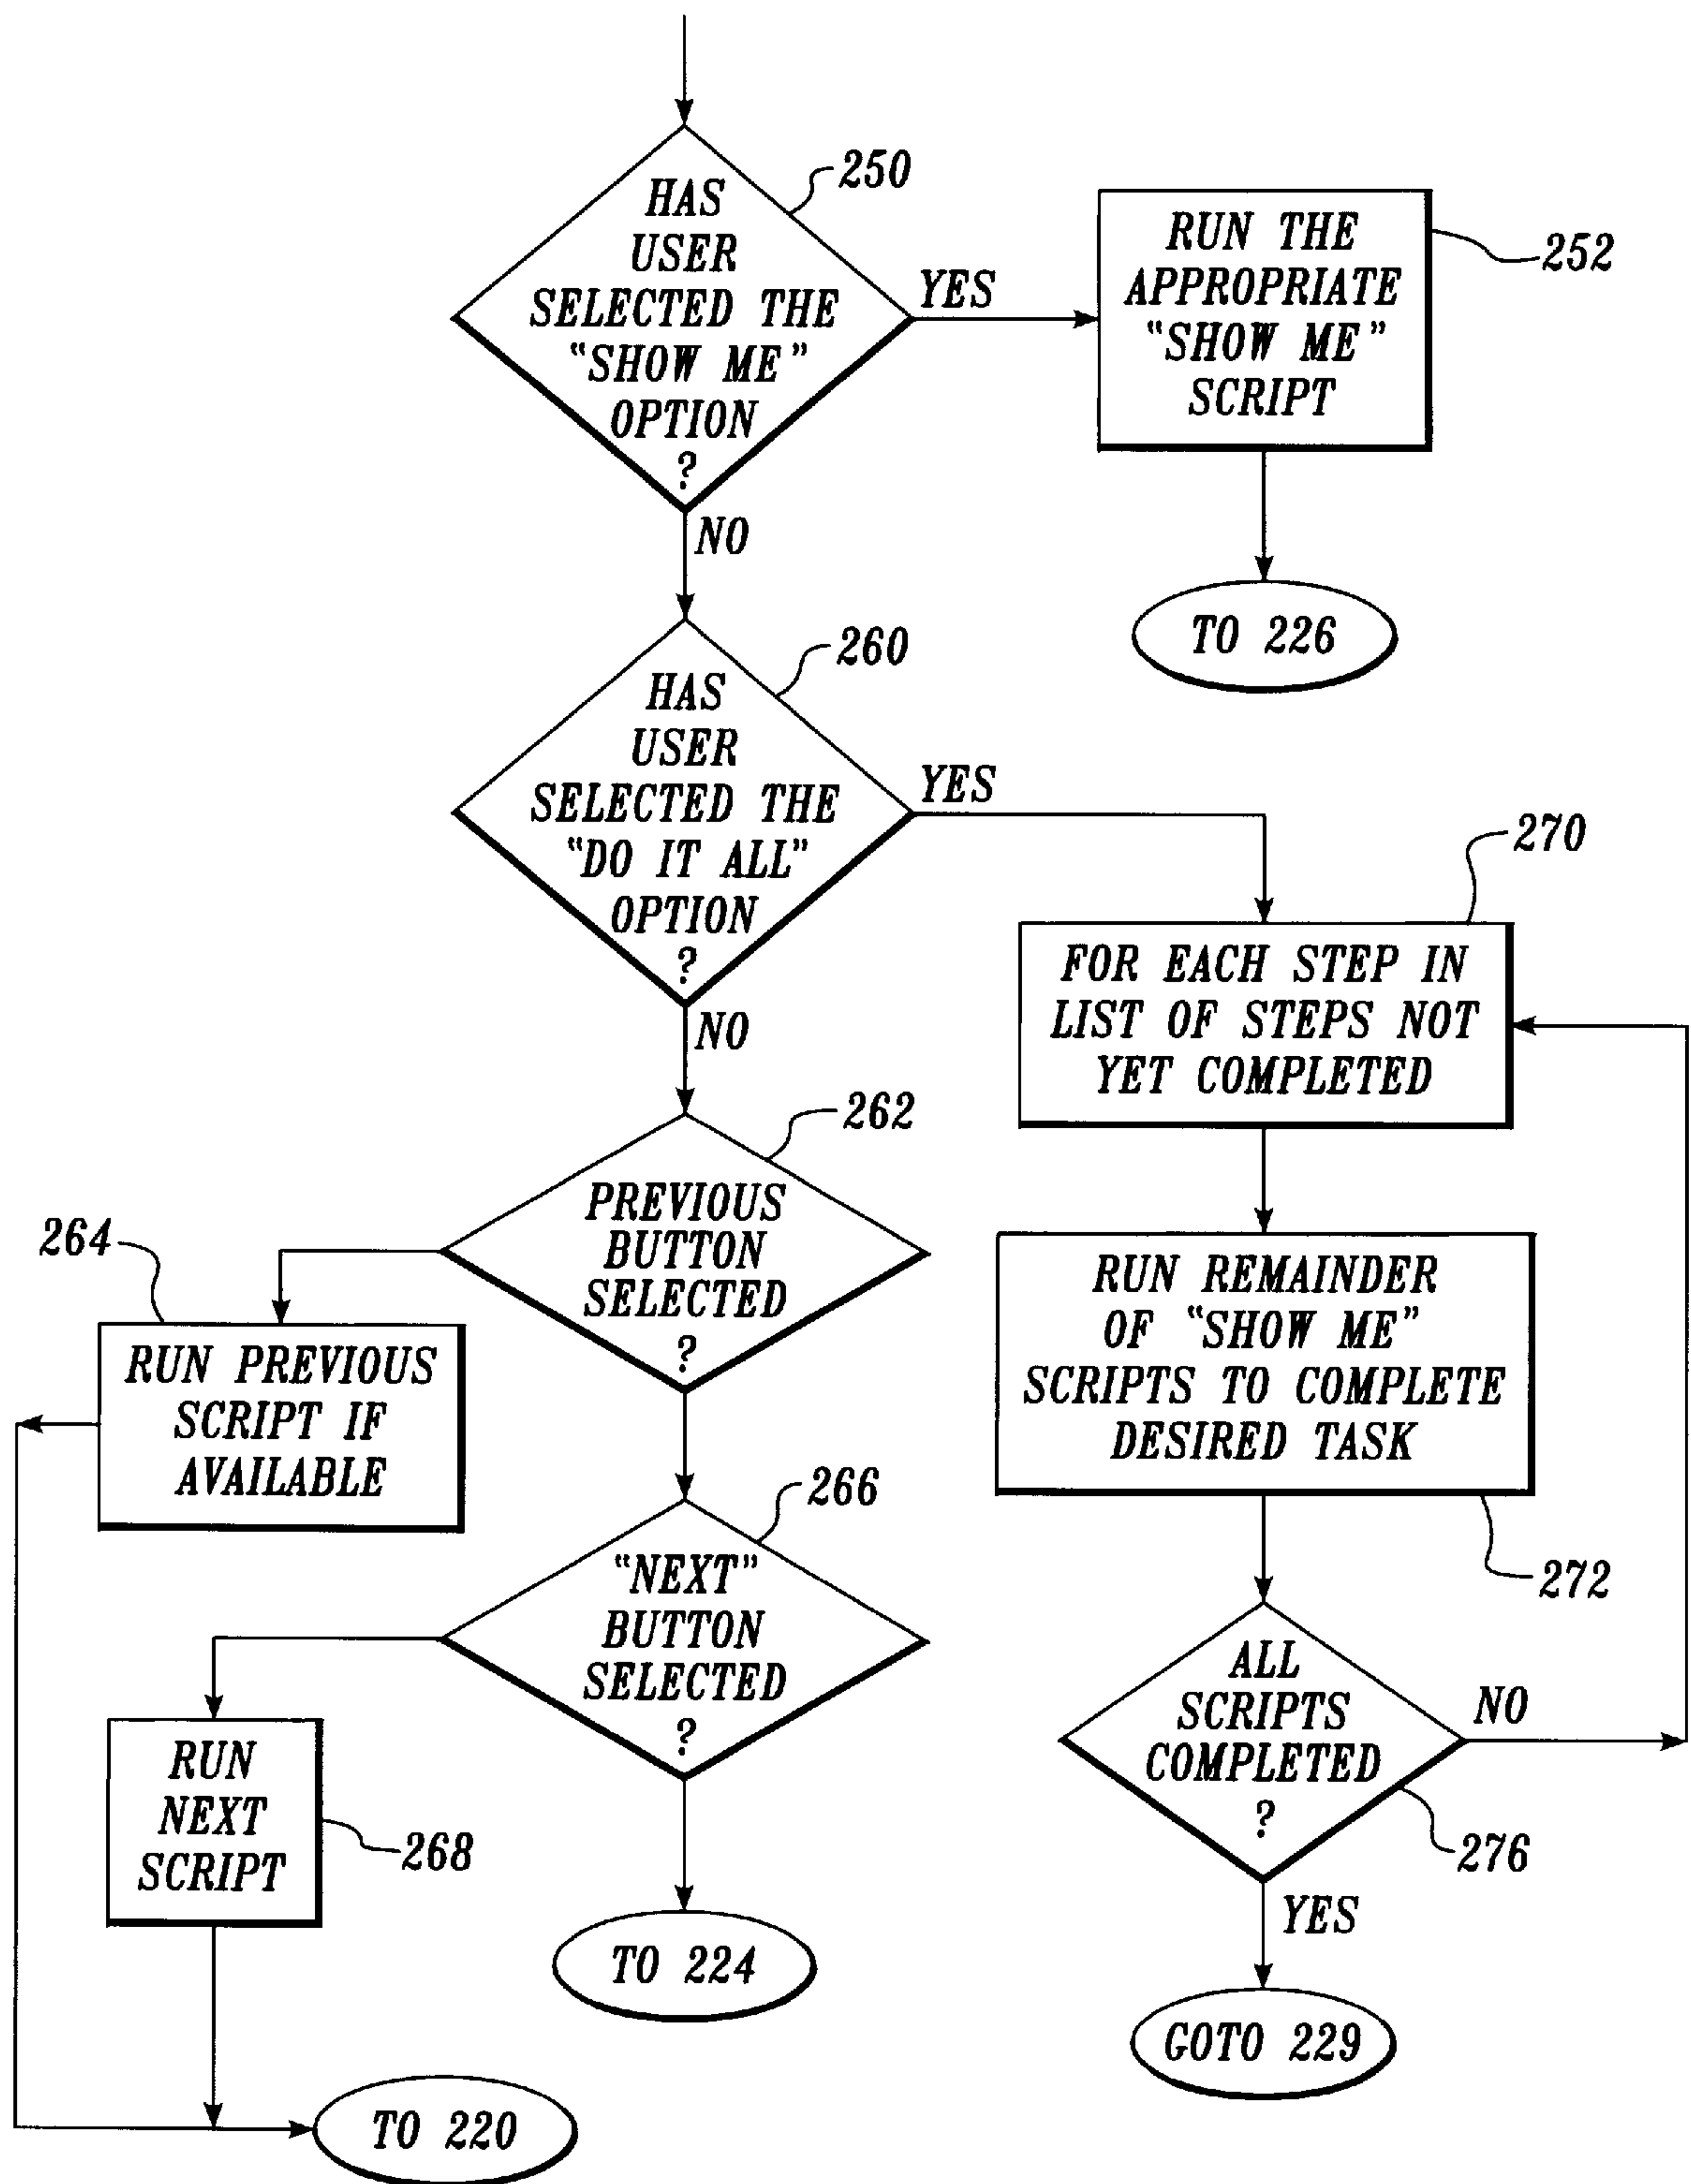 HAS
USER
SELECTED THE
"SHOW ME"
OPTION
?
250
YES
RUN THE
APPROPRIATE
"SHOW ME"
SCRIPT
252
TO 226
NO
HAS
USER
SELECTED THE
"DO IT ALL"
OPTION
?
260
YES
FOR EACH STEP IN
LIST OF STEPS NOT
YET COMPLETED
270
NO
PREVIOUS
BUTTON
SELECTED
?
262
264
RUN PREVIOUS
SCRIPT IF
AVAILABLE
RUN REMAINDER
OF "SHOW ME"
SCRIPTS TO COMPLETE
DESIRED TASK
272
"NEXT"
BUTTON
SELECTED
?
266
RUN
NEXT
SCRIPT
268
ALL
SCRIPTS
COMPLETED
?
276
NO
YES
TO 224
GOTO 229
TO 220